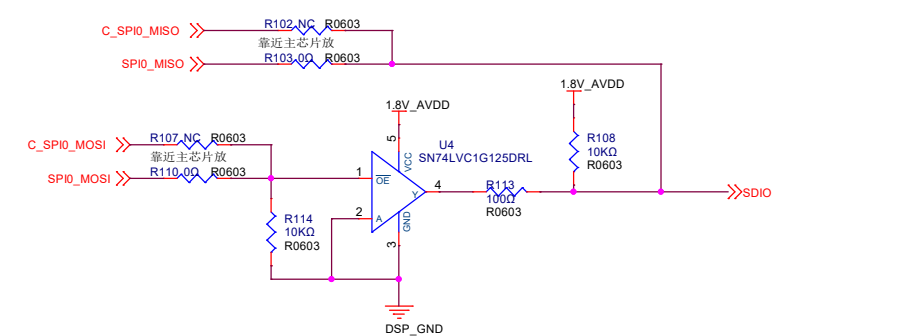 R102 NC R0603
C_SPI0_MISO
靠近主芯片放
SPI0_MISO
R103 0Ω R0603
1.8V_AVDD
1.8V_AVDD
R107 NC R0603
C_SPI0_MOSI
靠近主芯片放
SPI0_MOSI
R110 0Ω R0603
5
VCC
U4
SN74LVC1G125DRL
R108
10KΩ
R0603
1
OE
Y
4
R113
100Ω
R0603
SDIO
2
A
GND
3
R114
10KΩ
R0603
DSP_GND